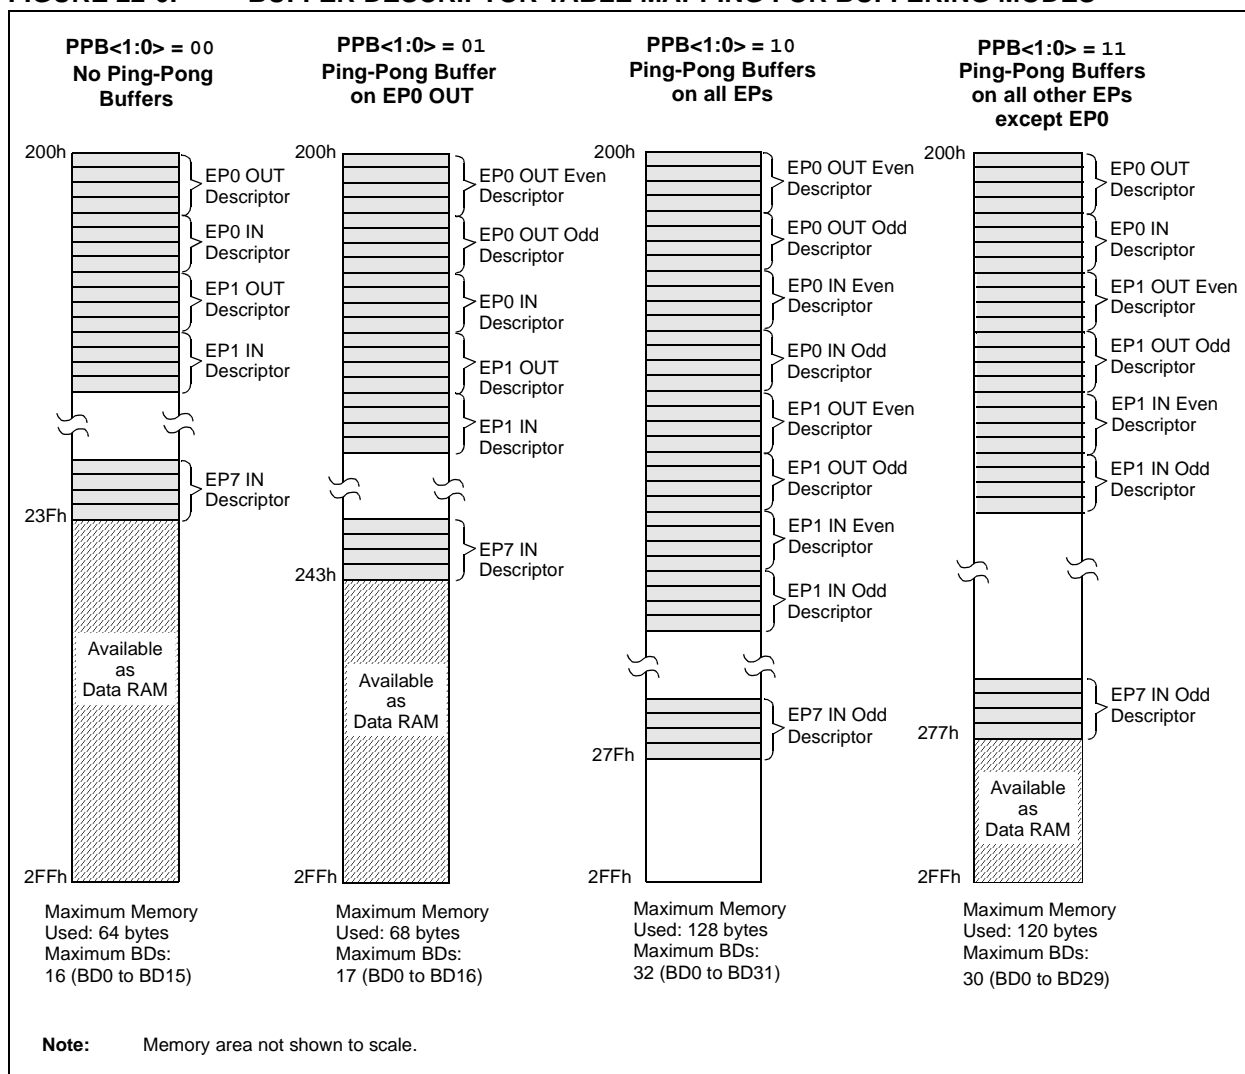 FIGURE 22-6: BUFFER DESCRIPTOR TABLE MAPPING FOR BUFFERING MODES
PPB<1:0> = 00
No Ping-Pong
Buffers
200h
EP0 OUT
Descriptor
EP0 IN
Descriptor
EP1 OUT
Descriptor
EP1 IN
Descriptor
EP7 IN
Descriptor
23Fh
Available
as
Data RAM
2FFh
Maximum Memory
Used: 64 bytes
Maximum BDs:
16 (BD0 to BD15)
PPB<1:0> = 01
Ping-Pong Buffer
on EP0 OUT
200h
EP0 OUT Even
Descriptor
EP0 OUT Odd
Descriptor
EP0 IN
Descriptor
EP1 OUT
Descriptor
EP1 IN
Descriptor
EP7 IN
Descriptor
243h
Available
as
Data RAM
2FFh
Maximum Memory
Used: 68 bytes
Maximum BDs:
17 (BD0 to BD16)
PPB<1:0> = 10
Ping-Pong Buffers
on all EPs
200h
EP0 OUT Even
Descriptor
EP0 OUT Odd
Descriptor
EP0 IN Even
Descriptor
EP0 IN Odd
Descriptor
EP1 OUT Even
Descriptor
EP1 OUT Odd
Descriptor
EP1 IN Even
Descriptor
EP1 IN Odd
Descriptor
EP7 IN Odd
Descriptor
27Fh
2FFh
Maximum Memory
Used: 128 bytes
Maximum BDs:
32 (BD0 to BD31)
PPB<1:0> = 11
Ping-Pong Buffers
on all other EPs
except EP0
200h
EP0 OUT
Descriptor
EP0 IN
Descriptor
EP1 OUT Even
Descriptor
EP1 OUT Odd
Descriptor
EP1 IN Even
Descriptor
EP1 IN Odd
Descriptor
EP7 IN Odd
Descriptor
277h
Available
as
Data RAM
2FFh
Maximum Memory
Used: 120 bytes
Maximum BDs:
30 (BD0 to BD29)
Note: Memory area not shown to scale.